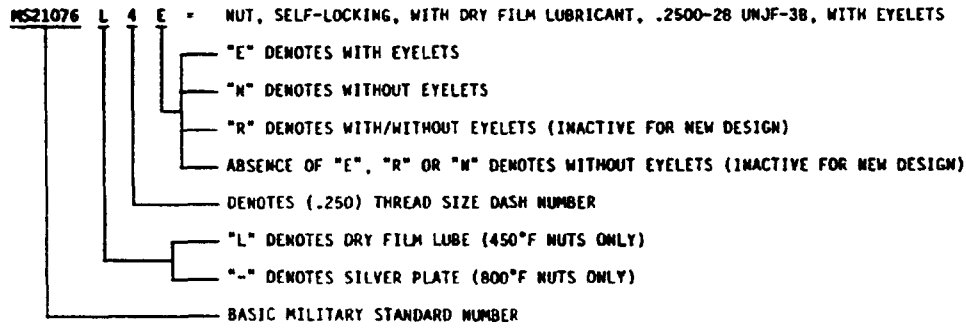 MS21076 L 4 E = NUT, SELF-LOCKING, WITH DRY FILM LUBRICANT, .2500-28 UNJF-3B, WITH EYELETS
"E" DENOTES WITH EYELETS
"N" DENOTES WITHOUT EYELETS
"R" DENOTES WITH/WITHOUT EYELETS (INACTIVE FOR NEW DESIGN)
ABSENCE OF "E", "R" OR "N" DENOTES WITHOUT EYELETS (INACTIVE FOR NEW DESIGN)
DENOTES (.250) THREAD SIZE DASH NUMBER
"L" DENOTES DRY FILM LUBE (450°F NUTS ONLY)
"-" DENOTES SILVER PLATE (800°F NUTS ONLY)
BASIC MILITARY STANDARD NUMBER